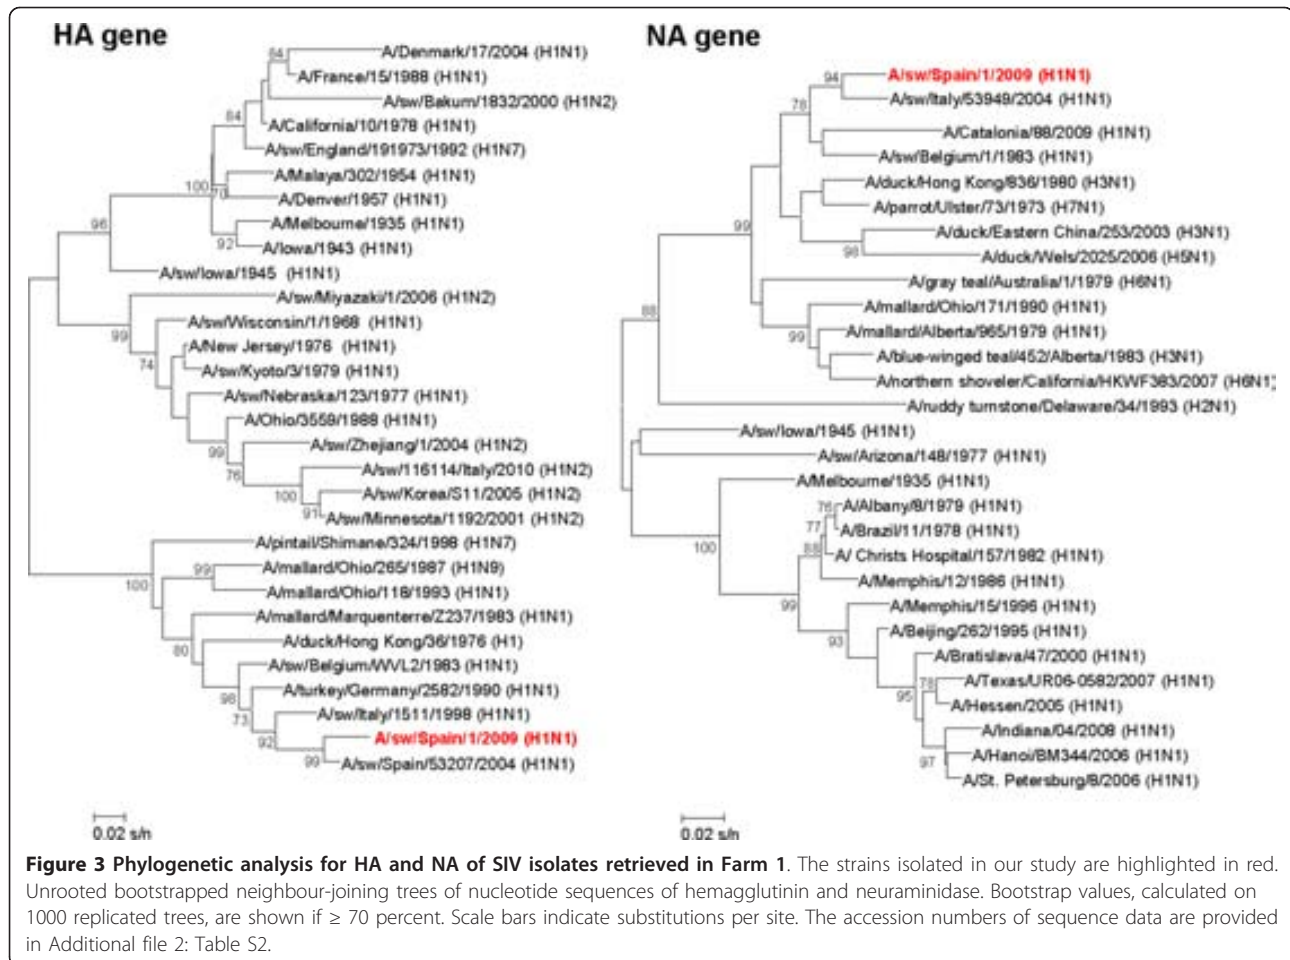 HA gene
84
A/Denmark/17/2004 (H1N1)
A/France/15/1988 (H1N1)
A/sw/Bakum/1832/2000 (H1N2)
84
A/California/10/1978 (H1N1)
A/sw/England/191973/1992 (H1N7)
A/Malaya/302/1954 (H1N1)
100
70
A/Denver/1957 (H1N1)
A/Melbourne/1935 (H1N1)
96
92
A/Iowa/1943 (H1N1)
A/sw/Iowa/1945 (H1N1)
A/sw/Miyazaki/1/2006 (H1N2)
99
A/sw/Wisconsin/1/1968 (H1N1)
A/New Jersey/1976 (H1N1)
74
A/sw/Kyoto/3/1979 (H1N1)
A/sw/Nebraska/123/1977 (H1N1)
A/Ohio/3559/1988 (H1N1)
99
A/sw/Zhejiang/1/2004 (H1N2)
76
A/sw/116114/Italy/2010 (H1N2)
100
A/sw/Korea/S11/2005 (H1N2)
91
A/sw/Minnesota/1192/2001 (H1N2)
A/pintail/Shimane/324/1998 (H1N7)
99
A/mallard/Ohio/265/1987 (H1N9)
100
A/mallard/Ohio/118/1993 (H1N1)
A/mallard/Marquenterre/Z237/1983 (H1N1)
80
A/duck/Hong Kong/36/1976 (H1)
A/sw/Belgium/WVL2/1983 (H1N1)
98
A/turkey/Germany/2582/1990 (H1N1)
73
A/sw/Italy/1511/1998 (H1N1)
92
A/sw/Spain/1/2009 (H1N1)
99
A/sw/Spain/53207/2004 (H1N1)
0.02 s/n
NA gene
94
A/sw/Spain/1/2009 (H1N1)
A/sw/Italy/53949/2004 (H1N1)
78
A/Catalonia/88/2009 (H1N1)
A/sw/Belgium/1/1983 (H1N1)
A/duck/Hong Kong/836/1980 (H3N1)
A/parrot/Ulster/73/1973 (H7N1)
99
A/duck/Eastern China/253/2003 (H3N1)
98
A/duck/Wels/2025/2006 (H5N1)
A/gray teal/Australia/1/1979 (H6N1)
A/mallard/Ohio/171/1990 (H1N1)
88
99
A/mallard/Alberta/965/1979 (H1N1)
A/blue-winged teal/452/Alberta/1983 (H3N1)
A/northern shoveler/California/HKWF383/2007 (H6N1)
A/ruddy turnstone/Delaware/34/1993 (H2N1)
A/sw/Iowa/1945 (H1N1)
A/sw/Arizona/148/1977 (H1N1)
A/Melbourne/1935 (H1N1)
76
A/Albany/8/1979 (H1N1)
77
A/Brazil/11/1978 (H1N1)
100
88
A/ Christs Hospital/157/1982 (H1N1)
A/Memphis/12/1986 (H1N1)
99
A/Memphis/15/1996 (H1N1)
93
A/Beijing/262/1995 (H1N1)
A/Bratislava/47/2000 (H1N1)
78
A/Texas/UR06-0582/2007 (H1N1)
95
A/Hessen/2005 (H1N1)
A/Indiana/04/2008 (H1N1)
97
A/Hanoi/BM344/2006 (H1N1)
A/St. Petersburg/8/2006 (H1N1)
0.02 s/n
Figure 3 Phylogenetic analysis for HA and NA of SIV isolates retrieved in Farm 1. The strains isolated in our study are highlighted in red.
Unrooted bootstrapped neighbour-joining trees of nucleotide sequences of hemagglutinin and neuraminidase. Bootstrap values, calculated on
1000 replicated trees, are shown if ≥ 70 percent. Scale bars indicate substitutions per site. The accession numbers of sequence data are provided
in Additional file 2: Table S2.